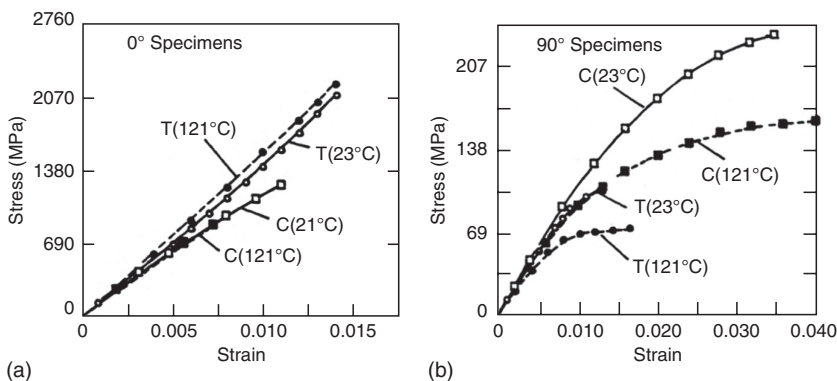 2760
2070
1380
690
0
Stress (MPa)
0° Specimens
T(121°C)
T(23°C)
C(21°C)
C(121°C)
0 0.005 0.010 0.015
Strain
(a)
207
138
69
0
Stress (MPa)
90° Specimens
C(23°C)
C(121°C)
T(23°C)
T(121°C)
0 0.010 0.020 0.030 0.040
Strain
(b)